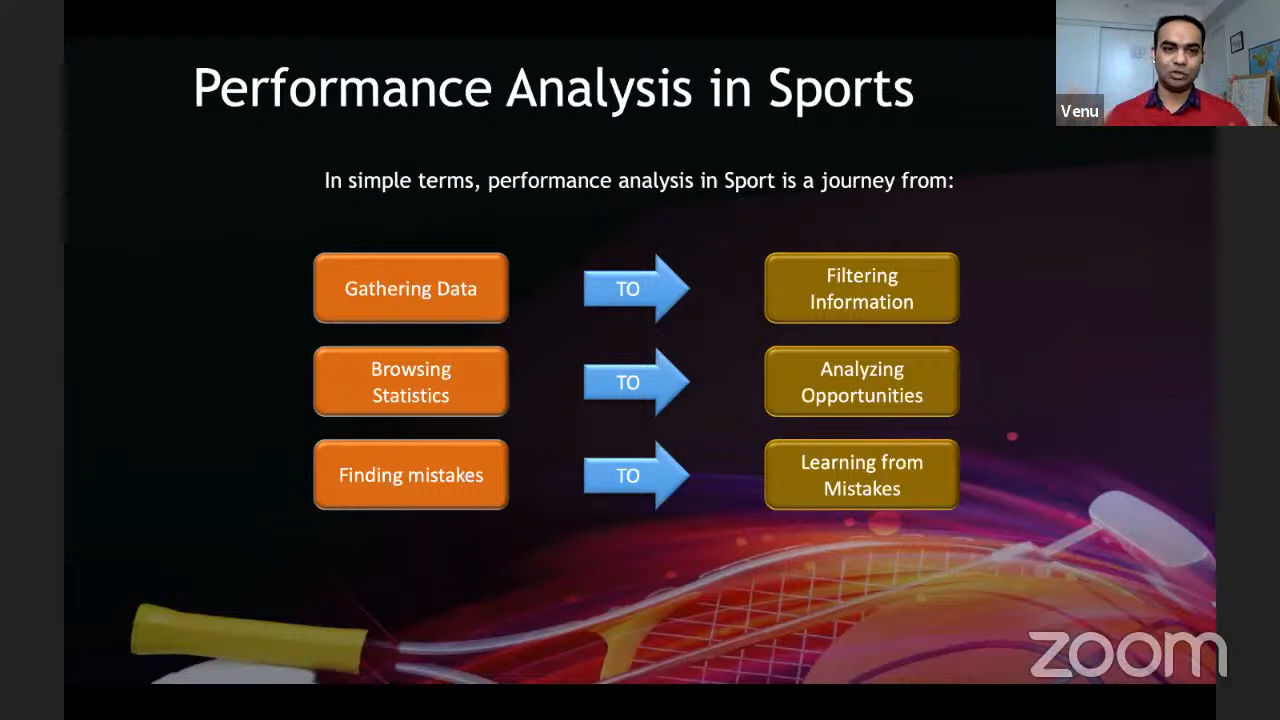 Performance Analysis in Sports
Venu
In simple terms, performance analysis in Sport is a journey from:
Gathering Data
TO
Filtering
Information
Browsing
Statistics
TO
Analyzing
Opportunities
Finding mistakes
TO
Learning from
Mistakes
zoom